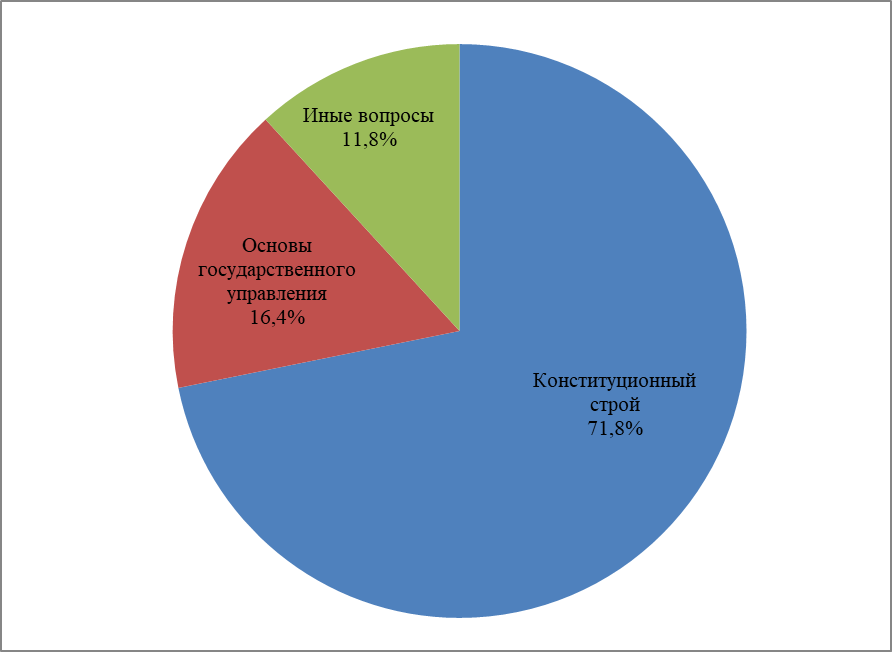 Иные вопросы
11,8%
Основы
государственного
управления
16,4%
Конституционный
строй
71,8%